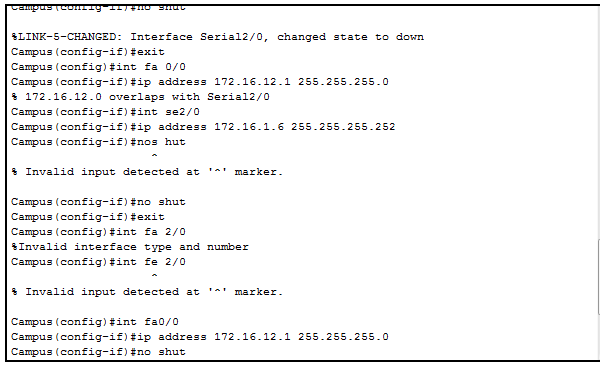 Campus(config-if)#no shut
%LINK-5-CHANGED: Interface Serial2/0, changed state to down
Campus(config-if)#exit
Campus(config)#int fa 0/0
Campus(config-if)#ip address 172.16.12.1 255.255.255.0
% 172.16.12.0 overlaps with Serial2/0
Campus(config-if)#int se2/0
Campus(config-if)#ip address 172.16.1.6 255.255.255.252
Campus(config-if)#nos hut
^
% Invalid input detected at '^' marker.
Campus(config-if)#no shut
Campus(config-if)#exit
Campus(config)#int fa 2/0
%Invalid interface type and number
Campus(config)#int fe 2/0
^
% Invalid input detected at '^' marker.
Campus(config)#int fa0/0
Campus(config-if)#ip address 172.16.12.1 255.255.255.0
Campus(config-if)#no shut